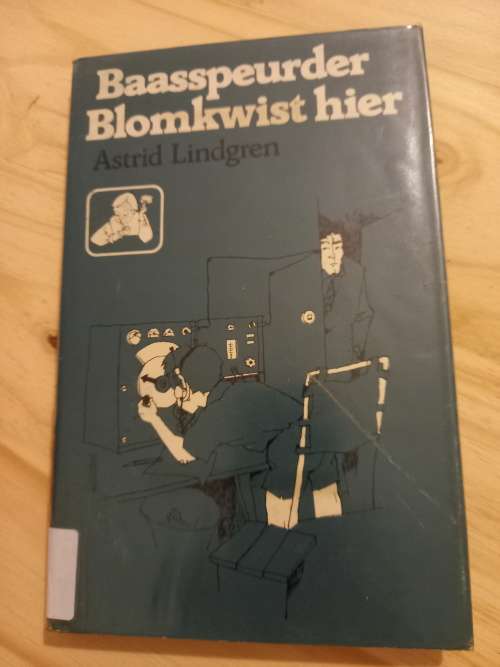 Baasspeurder
Blomkwist hier
Astrid Lindgren